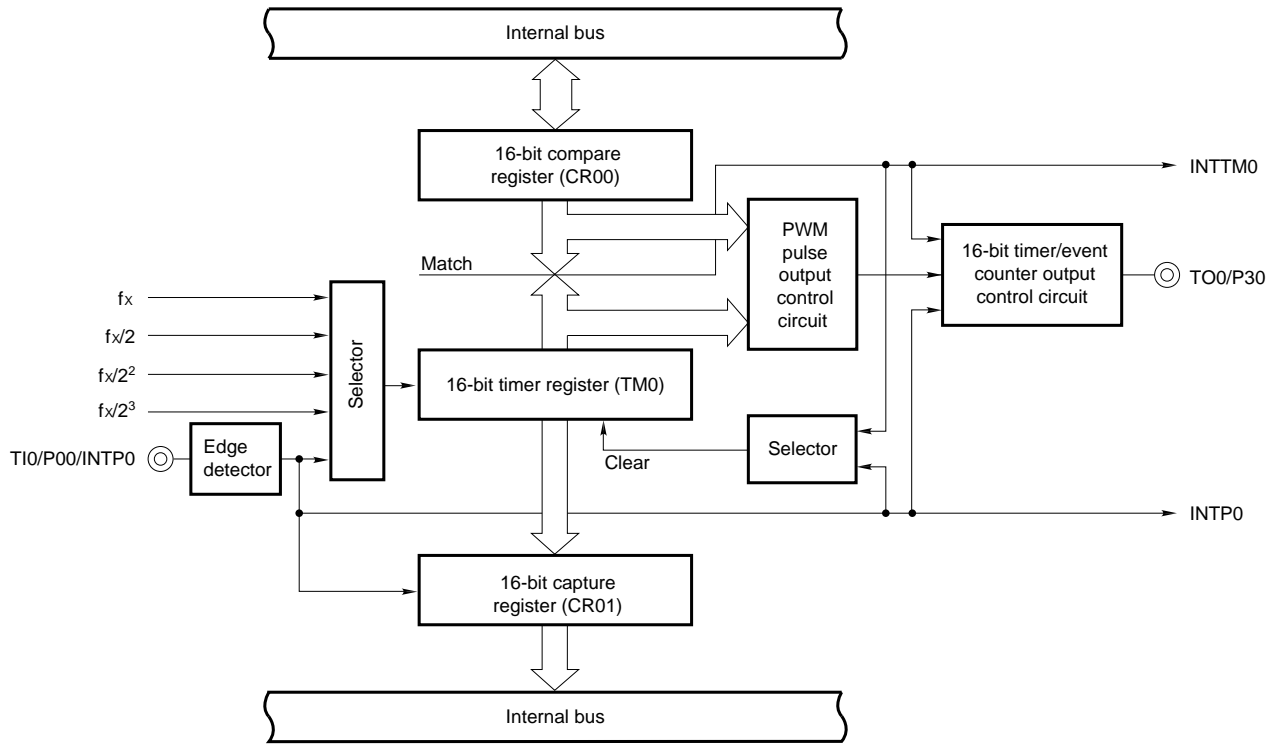 Internal bus
16-bit compare
register (CR00)
INTTM0
PWM
pulse
output
control
circuit
16-bit timer/event
counter output
control circuit
TO0/P30
Match
fX
fX/2
fX/2²
fX/2³
Selector
16-bit timer register (TM0)
TI0/P00/INTP0
Edge
detector
Clear
Selector
INTP0
16-bit capture
register (CR01)
Internal bus